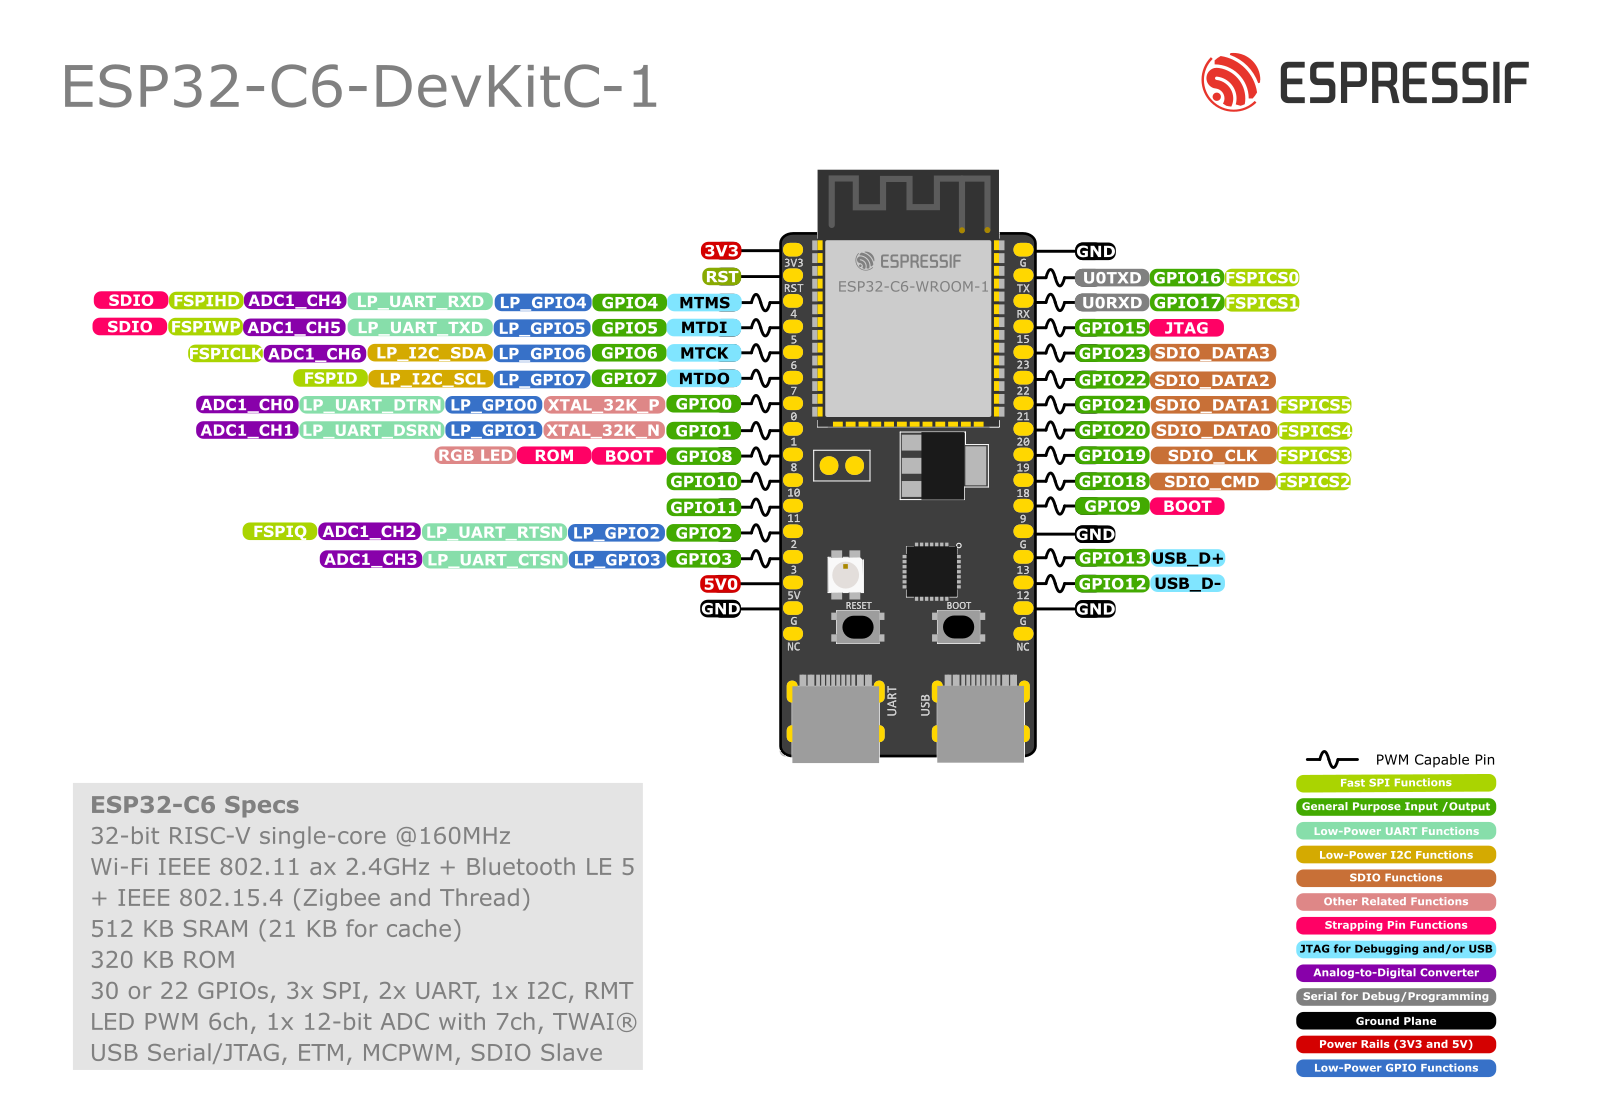 ESP32-C6-DevKitC-1
ESPRESSIF
3V3
RST
SDIO FSPIHD ADC1_CH4 LP_UART_RXD LP_GPIO4 GPIO4 MTMS
SDIO FSPIWP ADC1_CH5 LP_UART_TXD LP_GPIO5 GPIO5 MTDI
FSPICLK ADC1_CH6 LP_I2C_SDA LP_GPIO6 GPIO6 MTCK
FSPID LP_I2C_SCL LP_GPIO7 GPIO7 MTDO
ADC1_CH0 LP_UART_DTRN LP_GPIO0 XTAL_32K_P GPIO0
ADC1_CH1 LP_UART_DSRN LP_GPIO1 XTAL_32K_N GPIO1
RGB LED ROM BOOT GPIO8
GPIO10
GPIO11
FSPIQ ADC1_CH2 LP_UART_RTSN LP_GPIO2 GPIO2
ADC1_CH3 LP_UART_CTSN LP_GPIO3 GPIO3
5V0
GND
3V3
RST
4
5
6
7
0
1
8
10
11
2
3
5V
G
NC
ESPRESSIF
ESP32-C6-WROOM-1
RESET
BOOT
UART
USB
G
TX
RX
15
23
22
21
20
19
18
9
G
13
12
G
NC
GND
U0TXD GPIO16 FSPICS0
U0RXD GPIO17 FSPICS1
GPIO15 JTAG
GPIO23 SDIO_DATA3
GPIO22 SDIO_DATA2
GPIO21 SDIO_DATA1 FSPICS5
GPIO20 SDIO_DATA0 FSPICS4
GPIO19 SDIO_CLK FSPICS3
GPIO18 SDIO_CMD FSPICS2
GPIO9 BOOT
GND
GPIO13 USB_D+
GPIO12 USB_D-
GND
ESP32-C6 Specs
32-bit RISC-V single-core @160MHz
Wi-Fi IEEE 802.11 ax 2.4GHz + Bluetooth LE 5
+ IEEE 802.15.4 (Zigbee and Thread)
512 KB SRAM (21 KB for cache)
320 KB ROM
30 or 22 GPIOs, 3x SPI, 2x UART, 1x I2C, RMT
LED PWM 6ch, 1x 12-bit ADC with 7ch, TWAI®
USB Serial/JTAG, ETM, MCPWM, SDIO Slave
PWM Capable Pin
Fast SPI Functions
General Purpose Input /Output
Low-Power UART Functions
Low-Power I2C Functions
SDIO Functions
Other Related Functions
Strapping Pin Functions
JTAG for Debugging and/or USB
Analog-to-Digital Converter
Serial for Debug/Programming
Ground Plane
Power Rails (3V3 and 5V)
Low-Power GPIO Functions